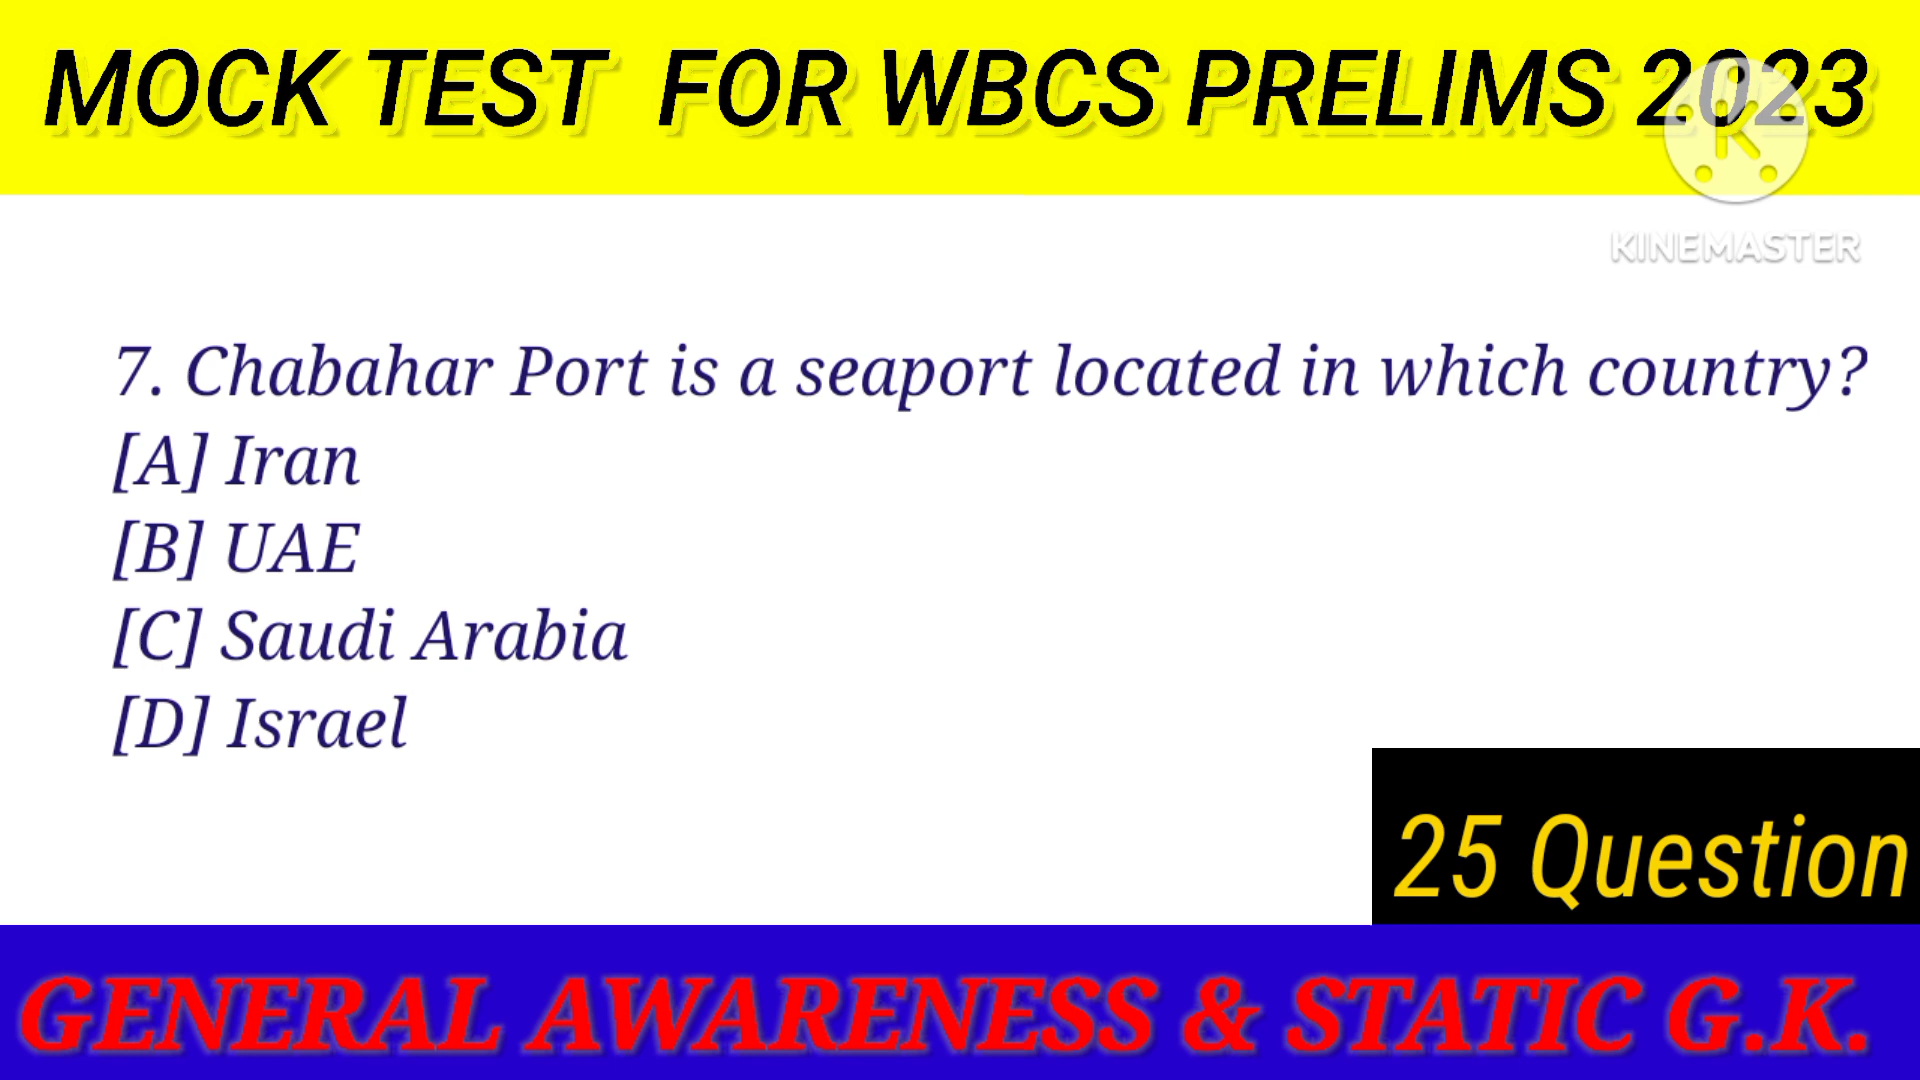 MOCK TEST FOR WBCS PRELIMS 2023
K
KINEMASTER
7. Chabahar Port is a seaport located in which country?
[A] Iran
[B] UAE
[C] Saudi Arabia
[D] Israel
25 Question
GENERAL AWARENESS & STATIC G.K.